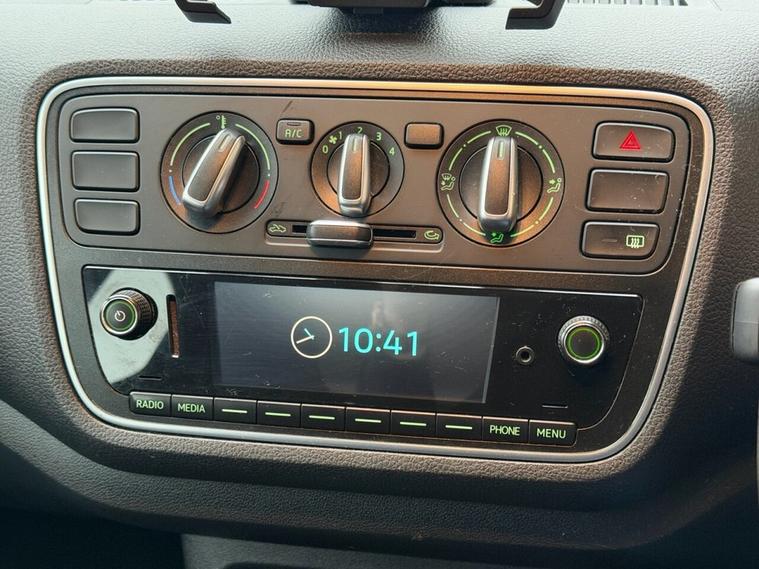 A/C
0 1 2 3 4
10:41
RADIO MEDIA PHONE MENU